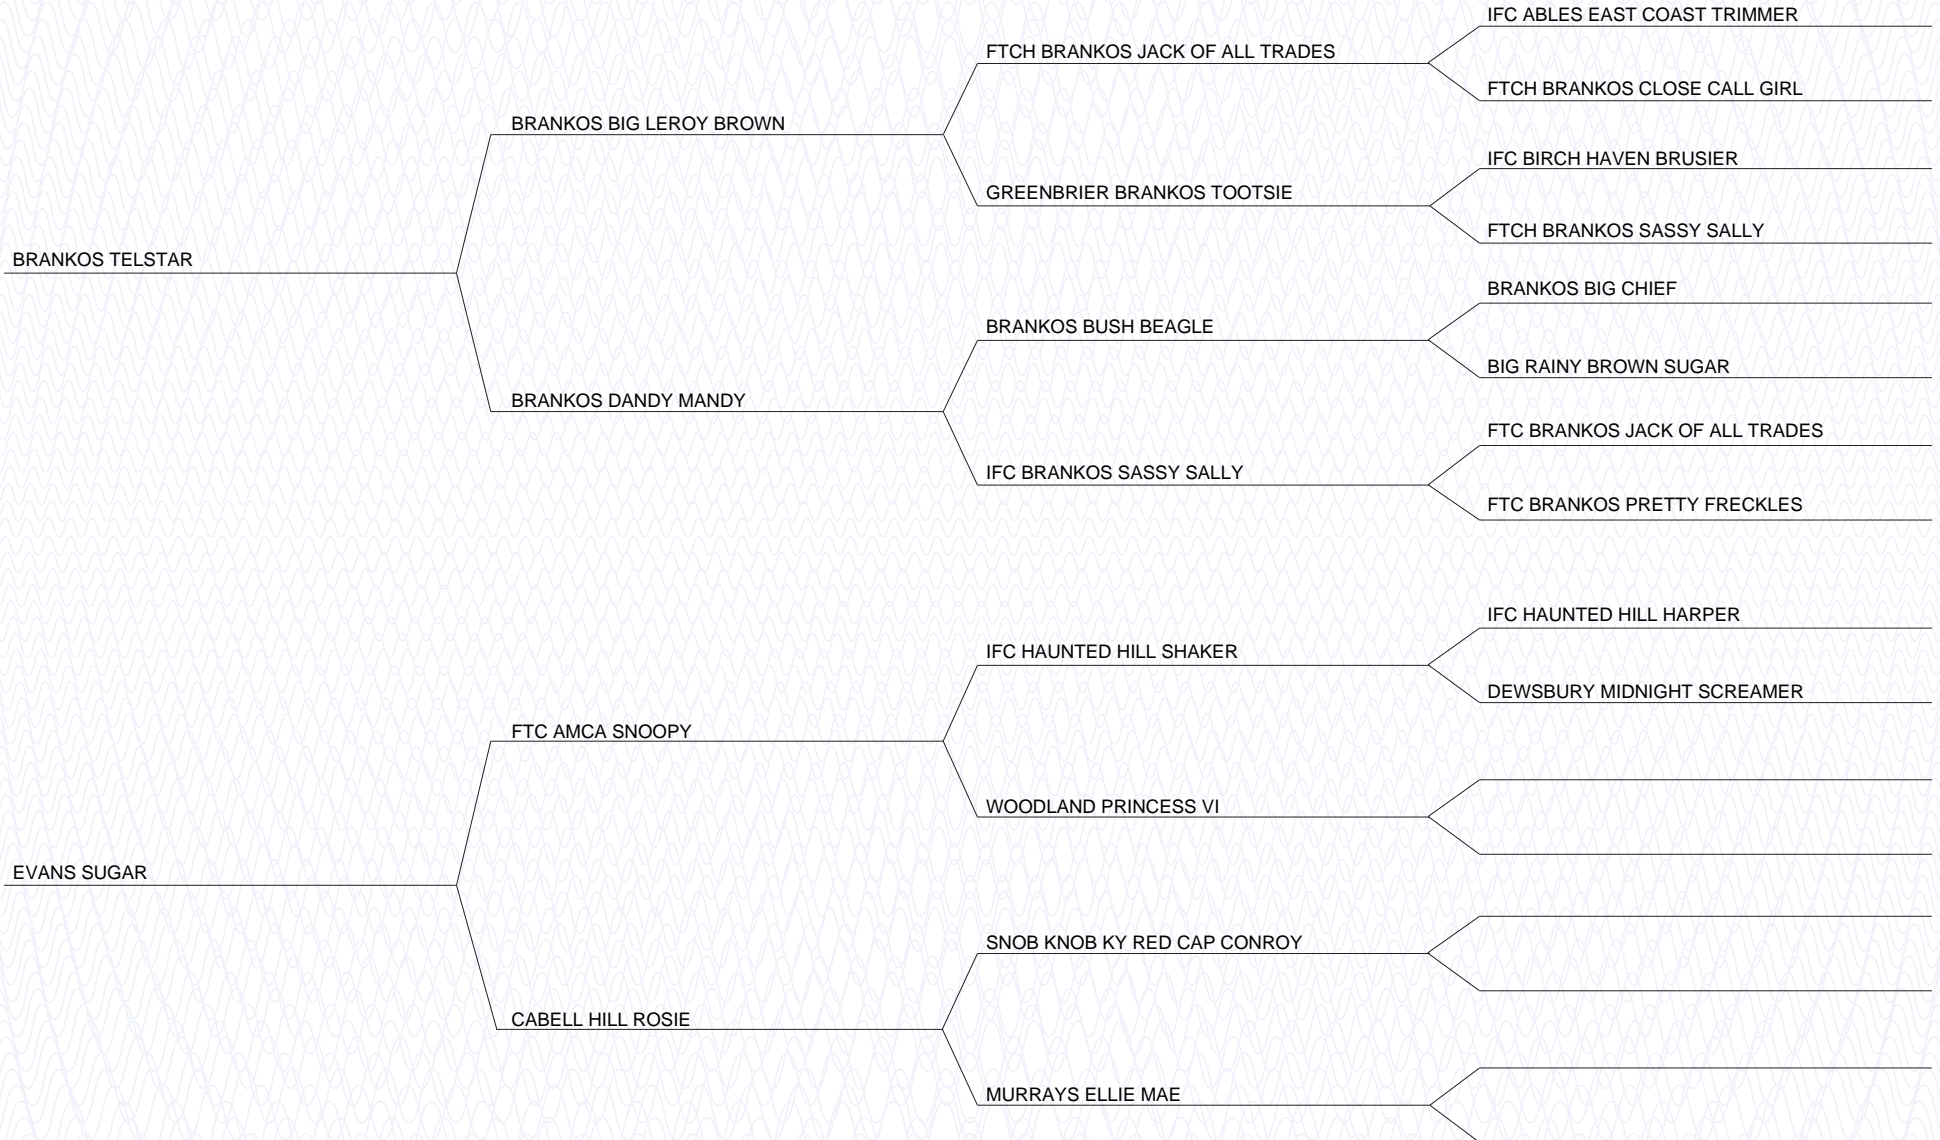 IFC ABLES EAST COAST TRIMMER
FTCH BRANKOS JACK OF ALL TRADES
FTCH BRANKOS CLOSE CALL GIRL
BRANKOS BIG LEROY BROWN
IFC BIRCH HAVEN BRUSIER
GREENBRIER BRANKOS TOOTSIE
FTCH BRANKOS SASSY SALLY
BRANKOS TELSTAR
BRANKOS BIG CHIEF
BRANKOS BUSH BEAGLE
BIG RAINY BROWN SUGAR
BRANKOS DANDY MANDY
FTC BRANKOS JACK OF ALL TRADES
IFC BRANKOS SASSY SALLY
FTC BRANKOS PRETTY FRECKLES
IFC HAUNTED HILL HARPER
IFC HAUNTED HILL SHAKER
DEWSBURY MIDNIGHT SCREAMER
FTC AMCA SNOOPY
WOODLAND PRINCESS VI
EVANS SUGAR
SNOB KNOB KY RED CAP CONROY
CABELL HILL ROSIE
MURRAYS ELLIE MAE